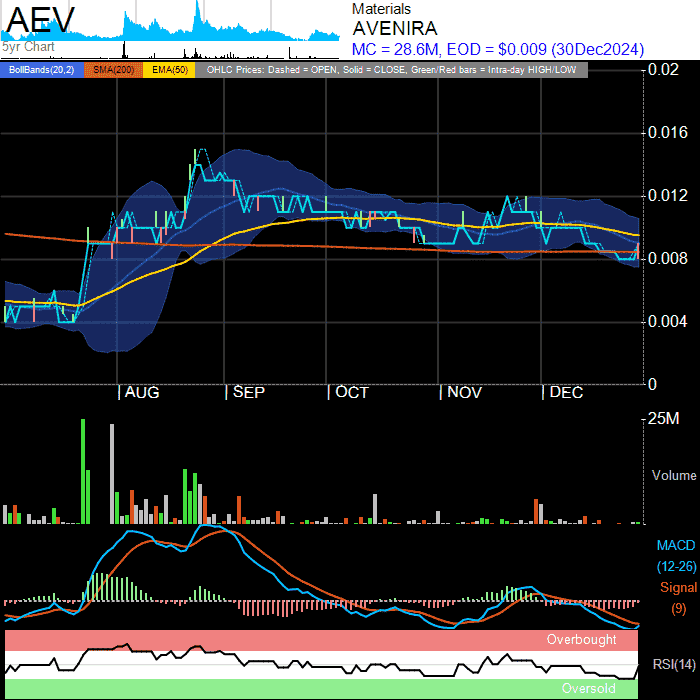 AEV
5yr Chart
Materials
AVENIRA
MC = 28.6M, EOD = $0.009 (30Dec2024)
BollBands(20,2) SMA(200) EMA(50) OHLC Prices: Dashed = OPEN, Solid = CLOSE, Green/Red bars = Intra-day HIGH/LOW
0.02
0.016
0.012
0.008
0.004
0
AUG SEP OCT NOV DEC
25M
Volume
MACD
(12-26)
Signal
(9)
Overbought
RSI(14)
Oversold